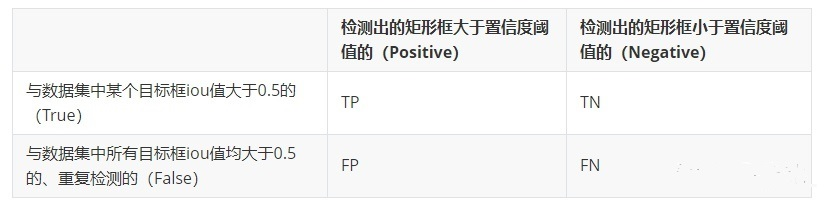 检测出的矩形框大于置信度阈
值的（Positive）
检测出的矩形框小于置信度阈
值的（Negative）
与数据集中某个目标框iou值大于0.5的
（True）
TP
TN
与数据集中所有目标框iou值均大于0.5
的、重复检测的（False）
FP
FN